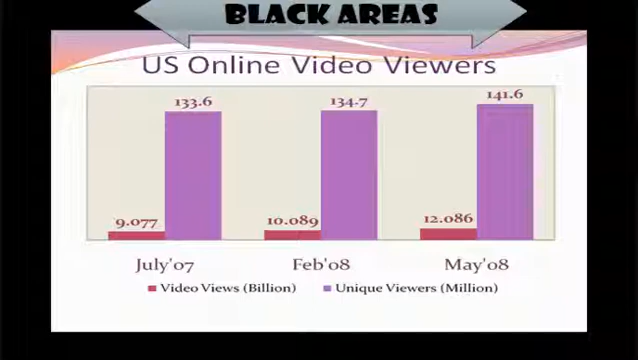 BLACK AREAS
US Online Video Viewers
133.6
134.7
141.6
9.077
10.089
12.086
July'07
Feb'08
May'08
Video Views (Billion)
Unique Viewers (Million)